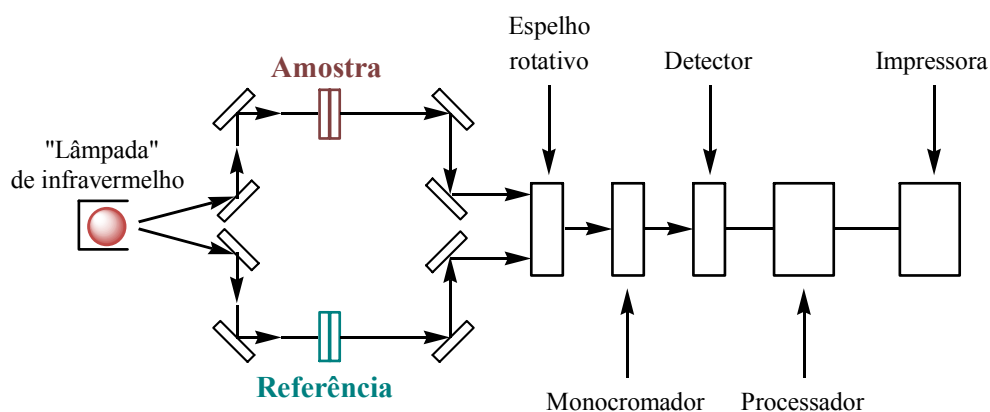 Espelho
rotativo
Detector
Impressora
Amostra
"Lâmpada"
de infravermelho
Referência
Monocromador
Processador